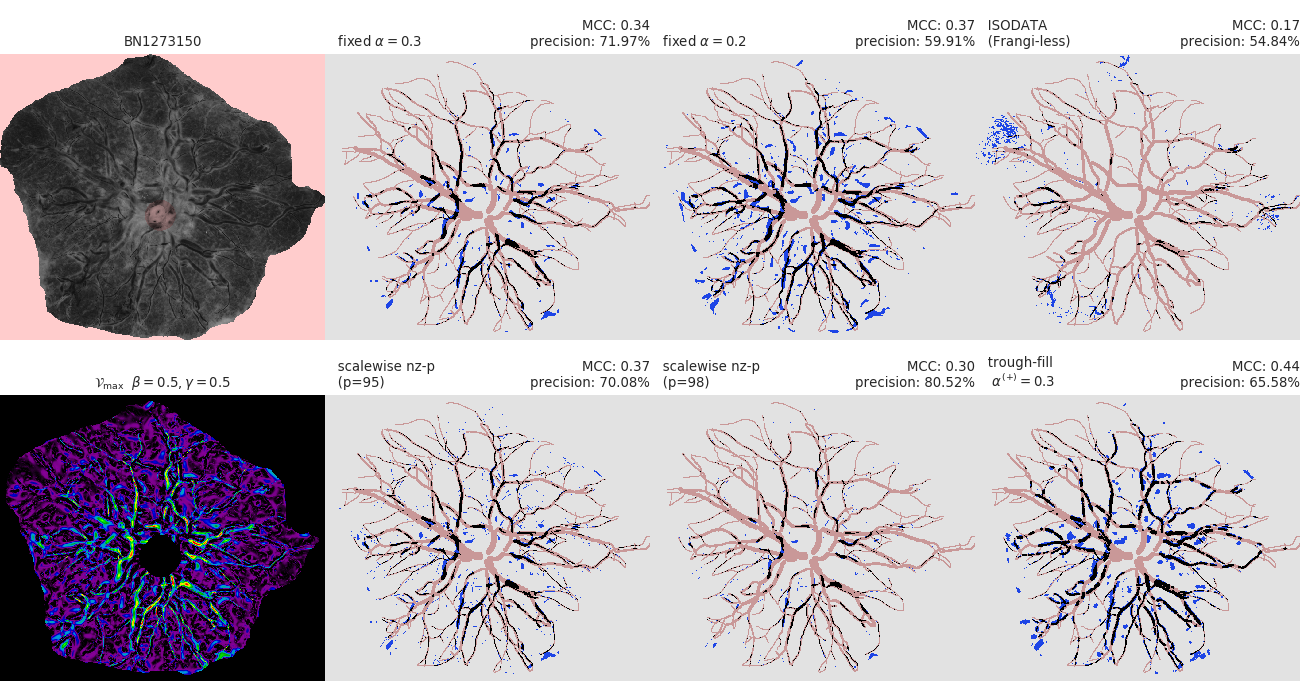 BN1273150
fixed α = 0.3
MCC: 0.34
precision: 71.97%
fixed α = 0.2
MCC: 0.37
precision: 59.91%
ISODATA
(Frangi-less)
MCC: 0.17
precision: 54.84%
𝒱max β = 0.5, γ = 0.5
scalewise nz-p
(p=95)
MCC: 0.37
precision: 70.08%
scalewise nz-p
(p=98)
MCC: 0.30
precision: 80.52%
trough-fill
α(+) = 0.3
MCC: 0.44
precision: 65.58%